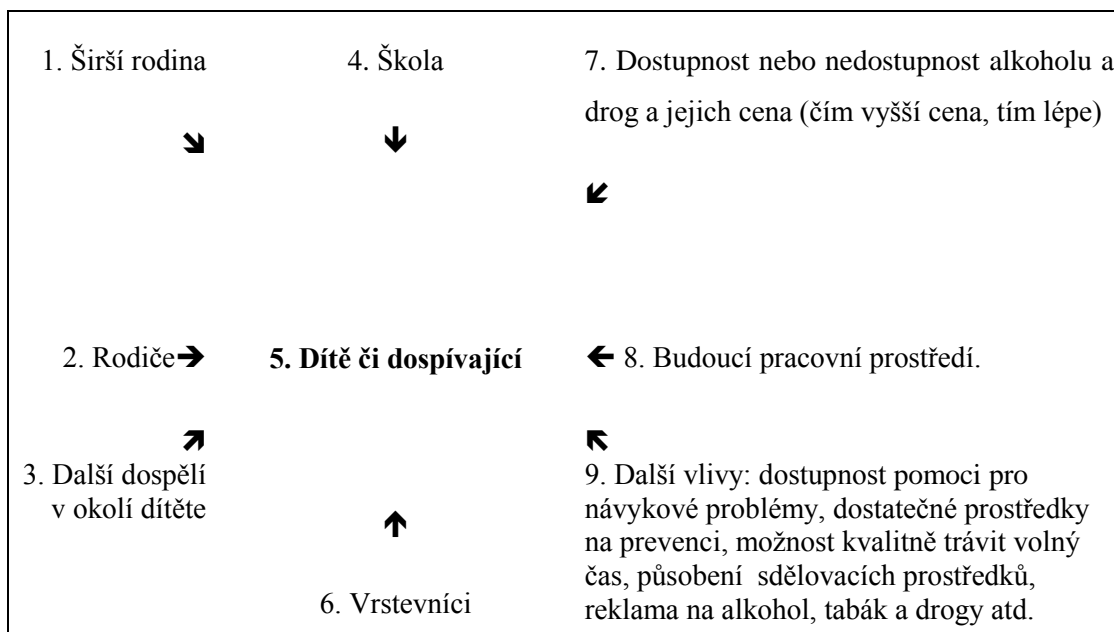 1. Širší rodina
4. Škola
7. Dostupnost nebo nedostupnost alkoholu a
drog a jejich cena (čím vyšší cena, tím lépe)
2. Rodiče
5. Dítě či dospívající
8. Budoucí pracovní prostředí.
3. Další dospělí
v okolí dítěte
6. Vrstevníci
9. Další vlivy: dostupnost pomoci pro
návykové problémy, dostatečné prostředky
na prevenci, možnost kvalitně trávit volný
čas, působení sdělovacích prostředků,
reklama na alkohol, tabák a drogy atd.